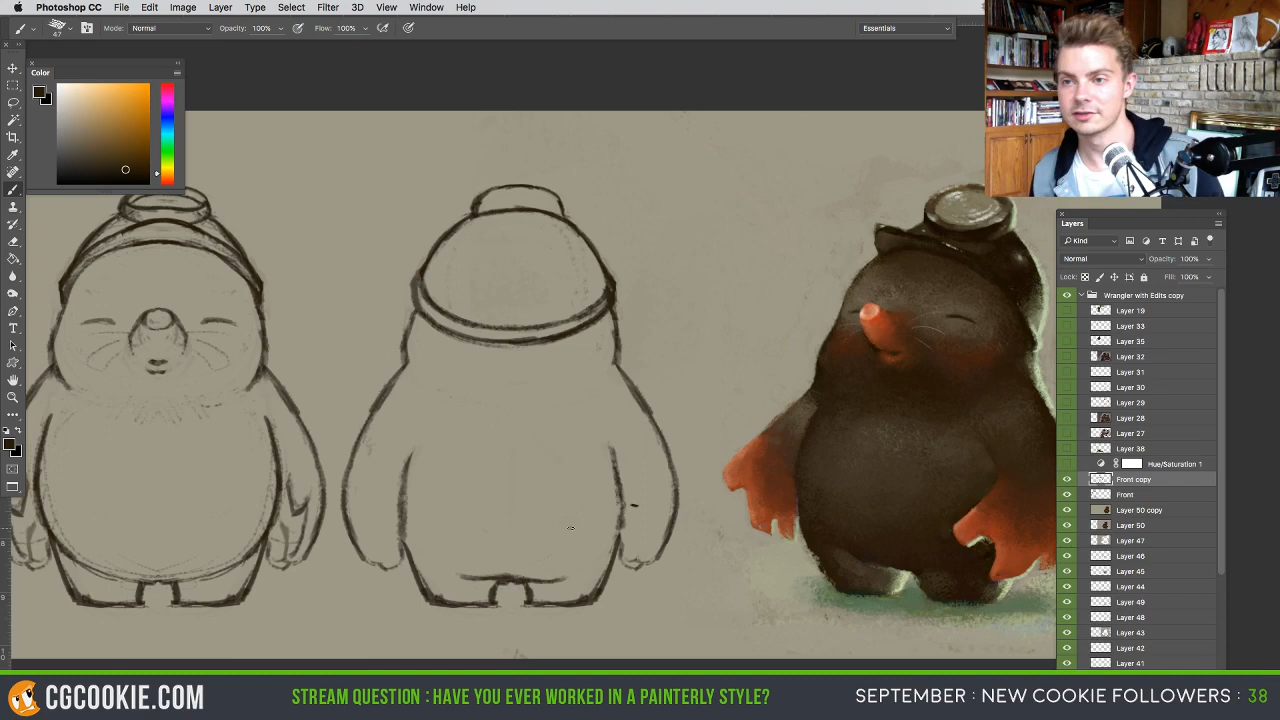 Photoshop CC File Edit Image Layer Type Select Filter 3D View Window Help
47 Mode: Normal Opacity: 100% Flow: 100% Essentials
Color
Layers
Kind
Normal Opacity: 100%
Lock: Fill: 100%
Wrangler with Edits copy
Layer 19
Layer 33
Layer 35
Layer 32
Layer 31
Layer 30
Layer 29
Layer 28
Layer 27
Layer 38
Hue/Saturation 1
Front copy
Front
Layer 50 copy
Layer 50
Layer 47
Layer 46
Layer 45
Layer 44
Layer 49
Layer 48
Layer 43
Layer 42
Layer 41
8
9
1
0
CGCOOKIE.COM STREAM QUESTION : HAVE YOU EVER WORKED IN A PAINTERLY STYLE? SEPTEMBER : NEW COOKIE FOLLOWERS : 38